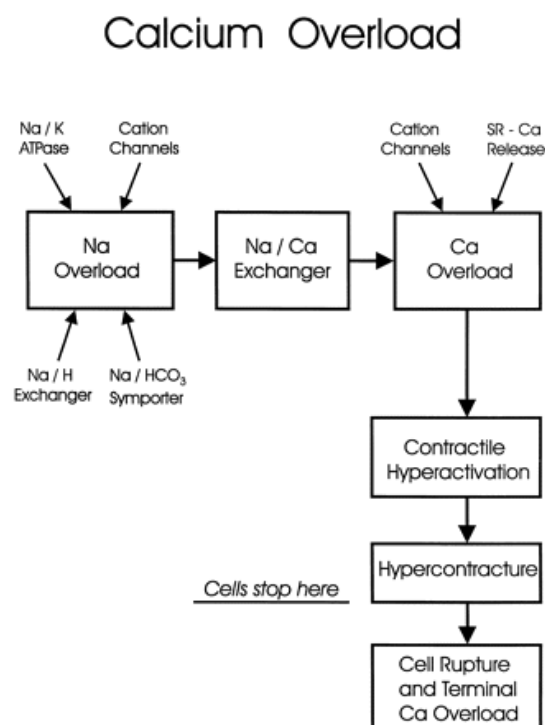 Calcium Overload
Na / K
ATPase
Cation
Channels
Cation
Channels
SR - Ca
Release
Na
Overload
Na / Ca
Exchanger
Ca
Overload
Na / H
Exchanger
Na / HCO₃
Symporter
Contractile
Hyperactivation
Hypercontracture
Cells stop here
Cell Rupture
and Terminal
Ca Overload